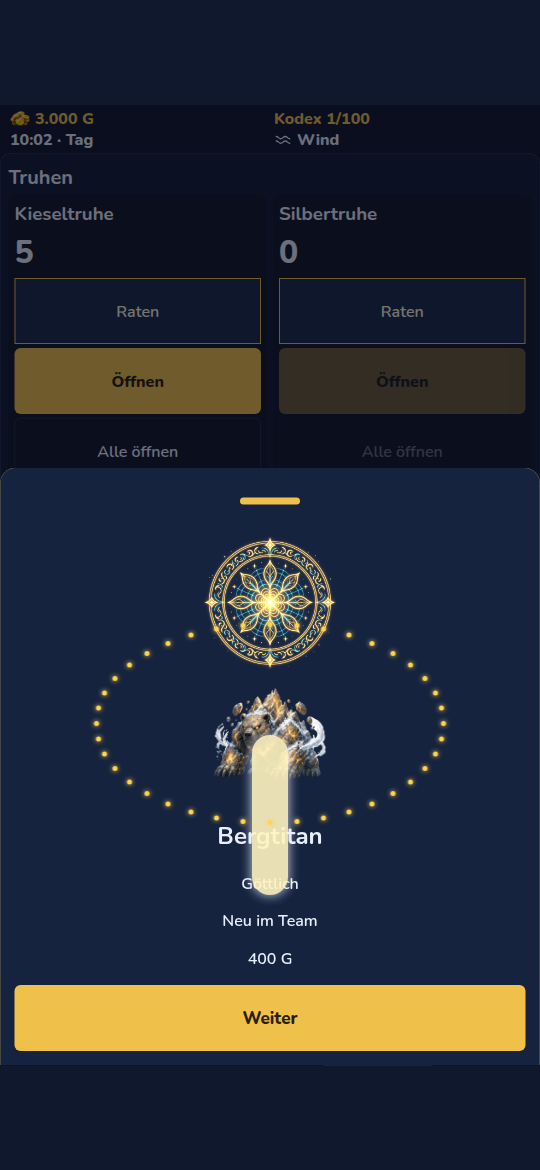 3.000 G
Kodex 1/100
10:02 · Tag
Wind
Truhen
Kieseltruhe
Silbertruhe
5
0
Raten
Raten
Öffnen
Öffnen
Alle öffnen
Alle öffnen
Bergtitan
Göttlich
Neu im Team
400 G
Weiter